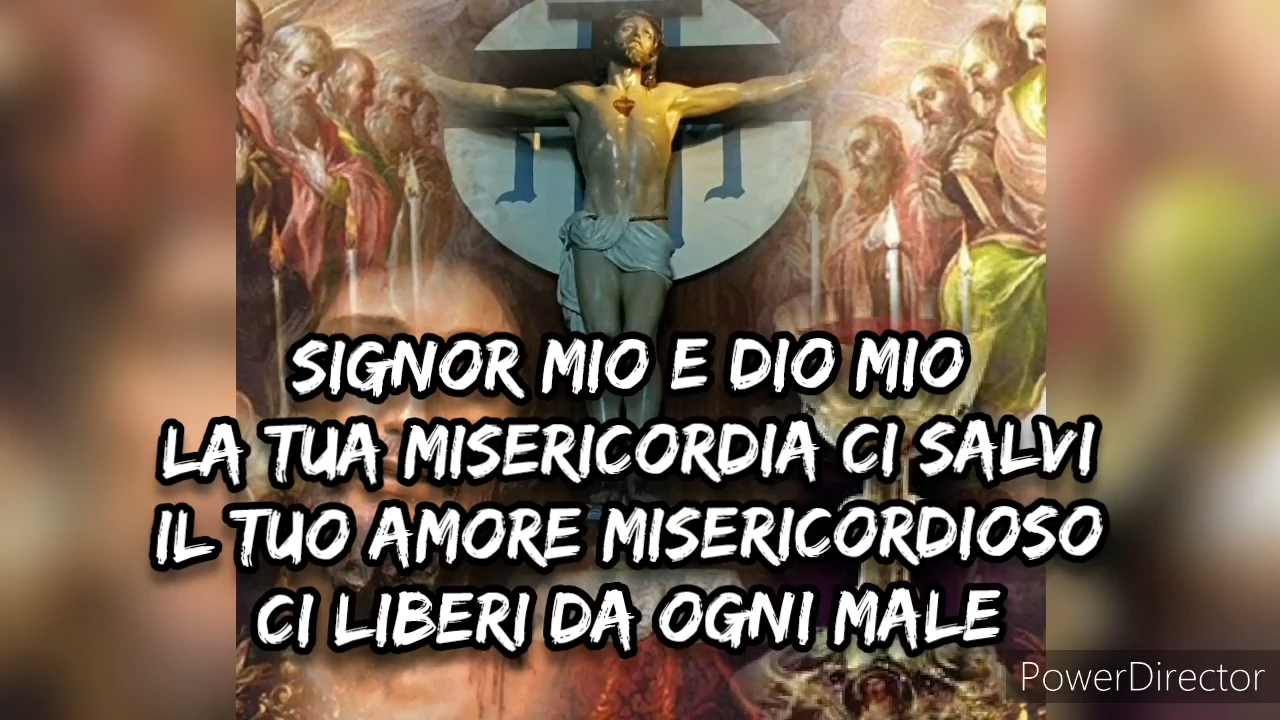 SIGNOR MIO E DIO MIO
LA TUA MISERICORDIA CI SALVI
IL TUO AMORE MISERICORDIOSO
CI LIBERI DA OGNI MALE
PowerDirector